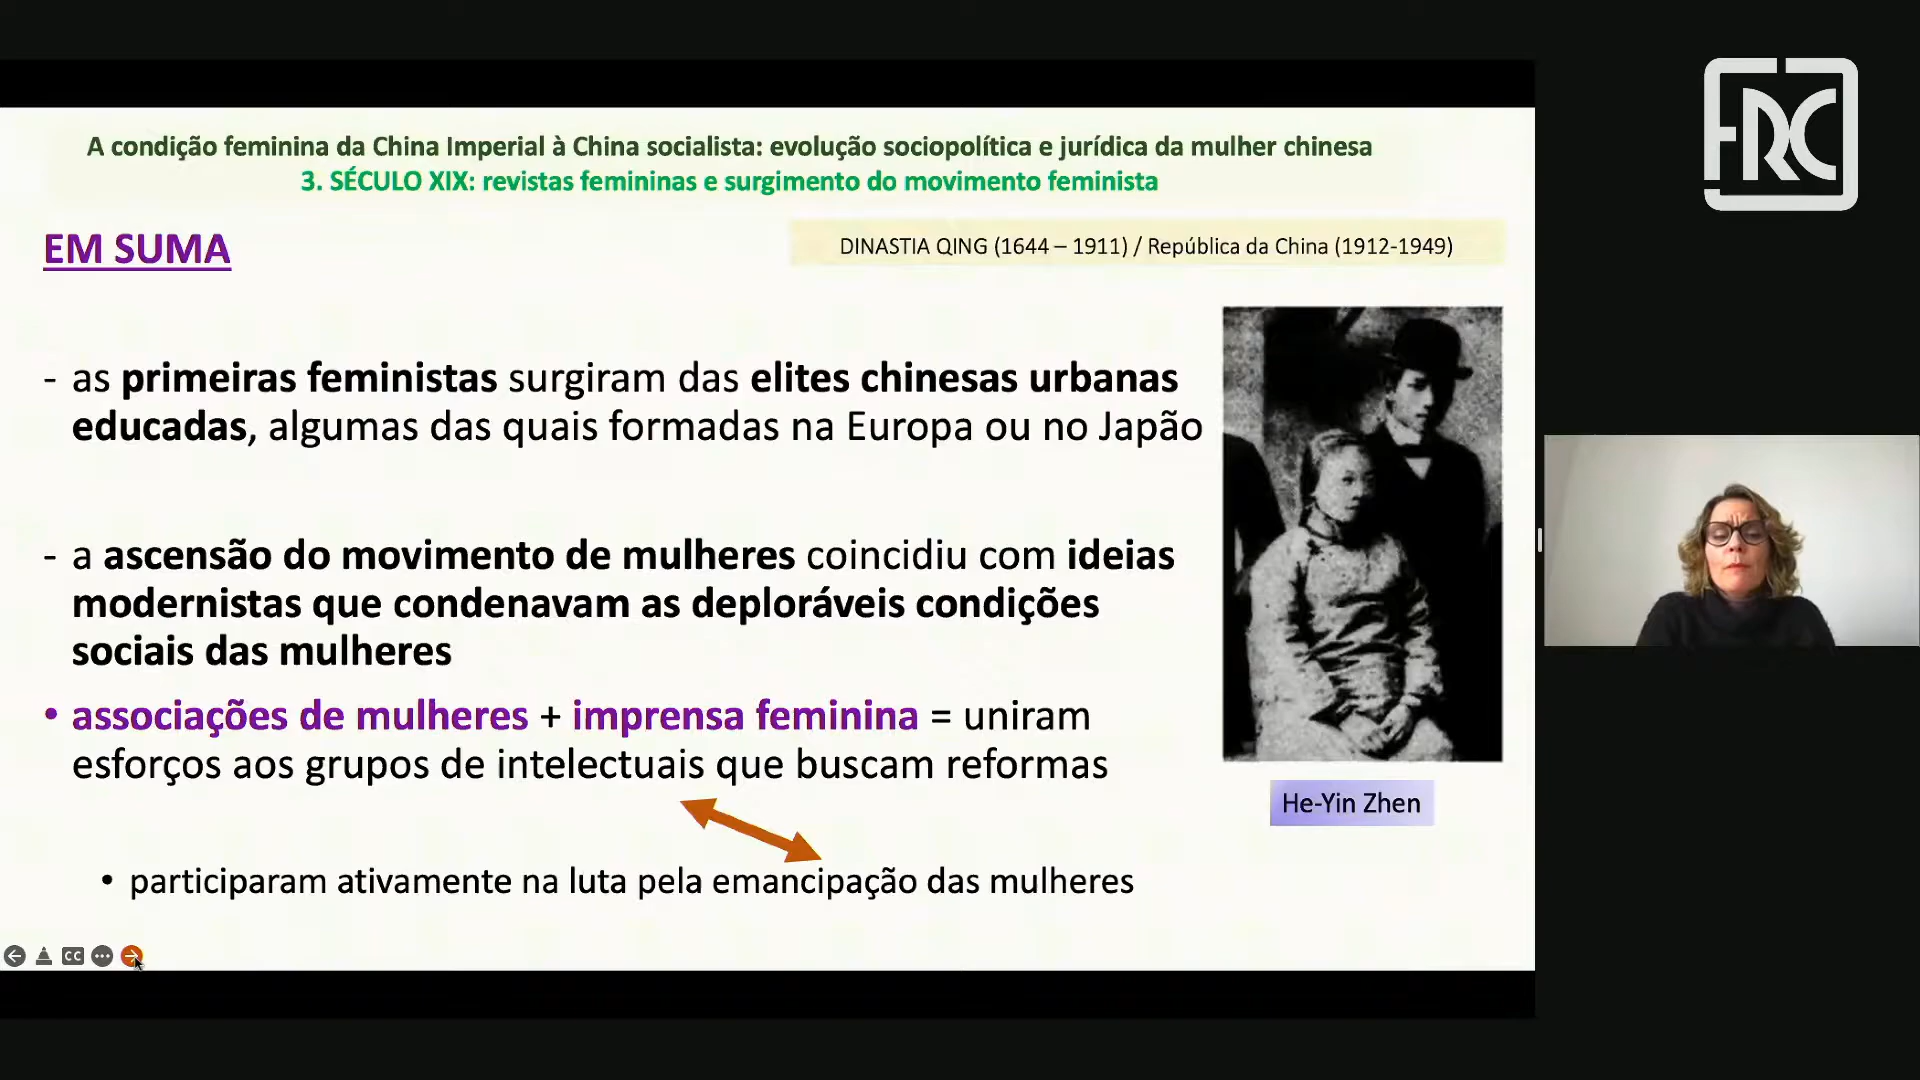 FRC
A condição feminina da China Imperial à China socialista: evolução sociopolítica e jurídica da mulher chinesa
3. SÉCULO XIX: revistas femininas e surgimento do movimento feminista
EM SUMA
DINASTIA QING (1644 – 1911) / República da China (1912-1949)
- as primeiras feministas surgiram das elites chinesas urbanas
educadas, algumas das quais formadas na Europa ou no Japão
- a ascensão do movimento de mulheres coincidiu com ideias
modernistas que condenavam as deploráveis condições
sociais das mulheres
• associações de mulheres + imprensa feminina = uniram
esforços aos grupos de intelectuais que buscam reformas
He-Yin Zhen
• participaram ativamente na luta pela emancipação das mulheres
CC